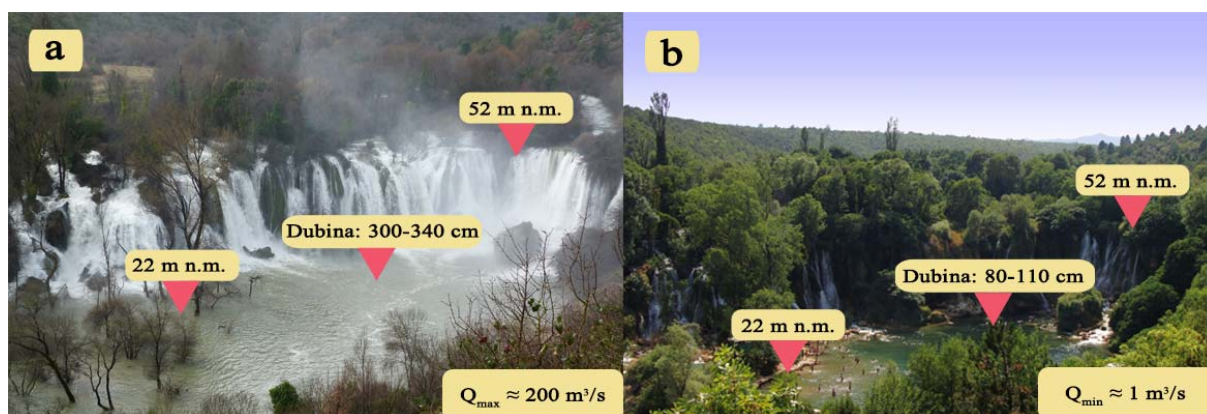 a
52 m n.m.
Dubina: 300-340 cm
22 m n.m.
Qmax ≈ 200 m³/s
b
52 m n.m.
Dubina: 80-110 cm
22 m n.m.
Qmin ≈ 1 m³/s